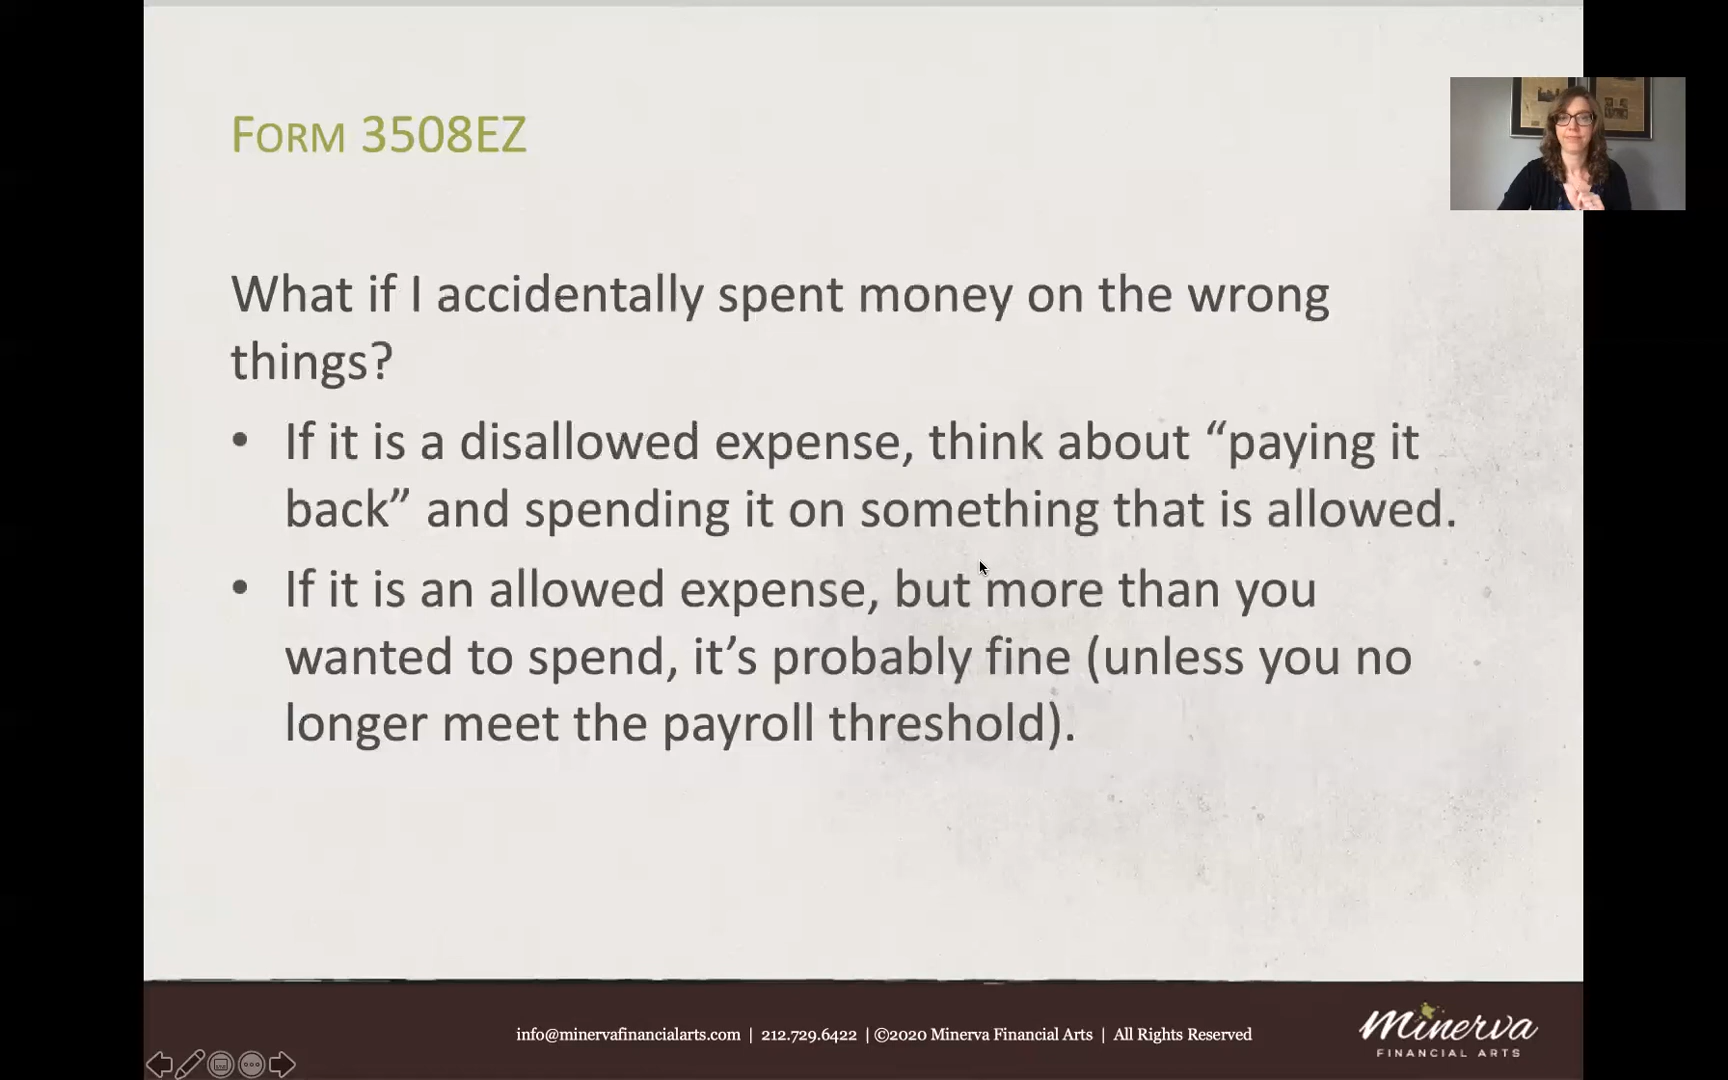 FORM 3508EZ
What if I accidentally spent money on the wrong
things?
• If it is a disallowed expense, think about “paying it
back” and spending it on something that is allowed.
• If it is an allowed expense, but more than you
wanted to spend, it’s probably fine (unless you no
longer meet the payroll threshold).
info@minervafinancialarts.com | 212.729.6422 | ©2020 Minerva Financial Arts | All Rights Reserved
Minerva
FINANCIAL ARTS